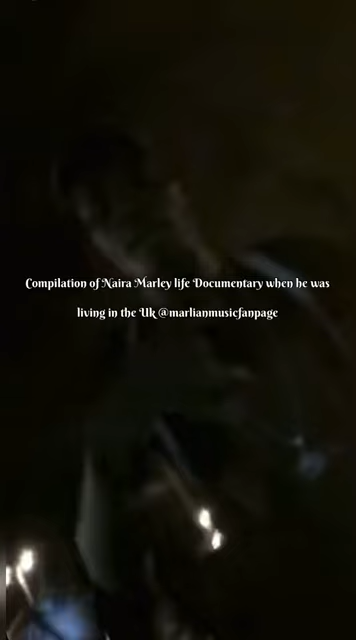 Compilation of Naira Marley life Documentary when he was
living in the Uk @marlianmusicfanpage